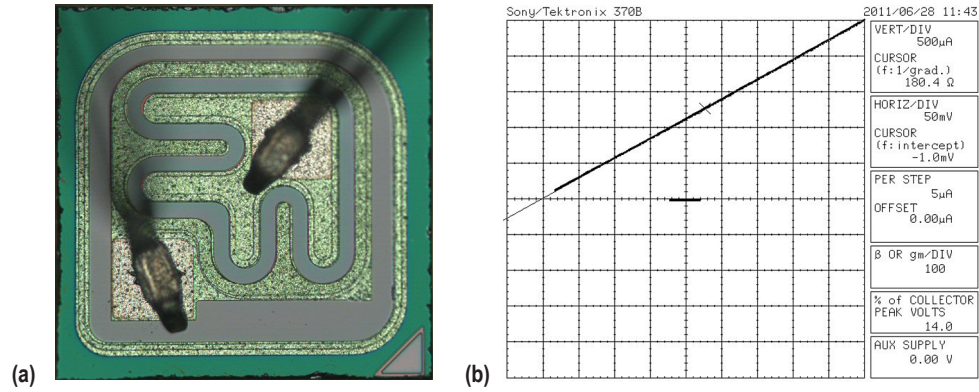 Sony/Tektronix 370B
2011/06/28 11:43
VERT/DIV
500µA
CURSOR
(f:1/grad.)
180.4 Ω
HORIZ/DIV
50mV
CURSOR
(f:intercept)
-1.0mV
PER STEP
5µA
OFFSET
0.00µA
β OR gm/DIV
100
% of COLLECTOR
PEAK VOLTS
14.0
AUX SUPPLY
0.00 V
(a)
(b)